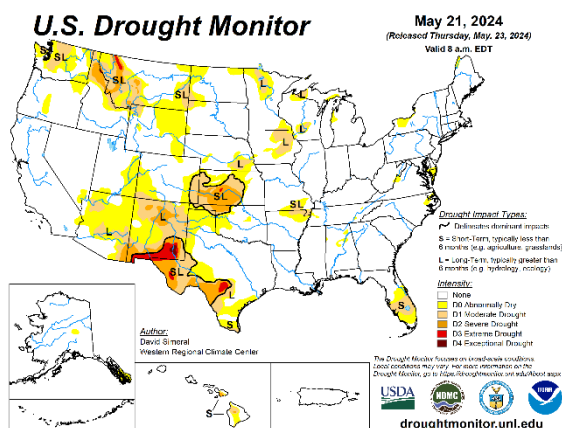 U.S. Drought Monitor
May 21, 2024
(Released Thursday, May. 23, 2024)
Valid 8 a.m. EDT
SL
SL
SL
L
L
L
L
L
L
SL
SL
L
L
SL
L
S
S
S
Drought Impact Types:
Delineates dominant impacts
S = Short-Term, typically less than
6 months (e.g. agriculture, grasslands)
L = Long-Term, typically greater than
6 months (e.g. hydrology, ecology)
Intensity:
None
D0 Abnormally Dry
D1 Moderate Drought
D2 Severe Drought
D3 Extreme Drought
D4 Exceptional Drought
Author:
David Simeral
Western Regional Climate Center
The Drought Monitor focuses on broad-scale conditions.
Local conditions may vary. For more information on the
Drought Monitor, go to https://droughtmonitor.unl.edu/About.aspx
USDA
NDMC
NOAA
droughtmonitor.unl.edu